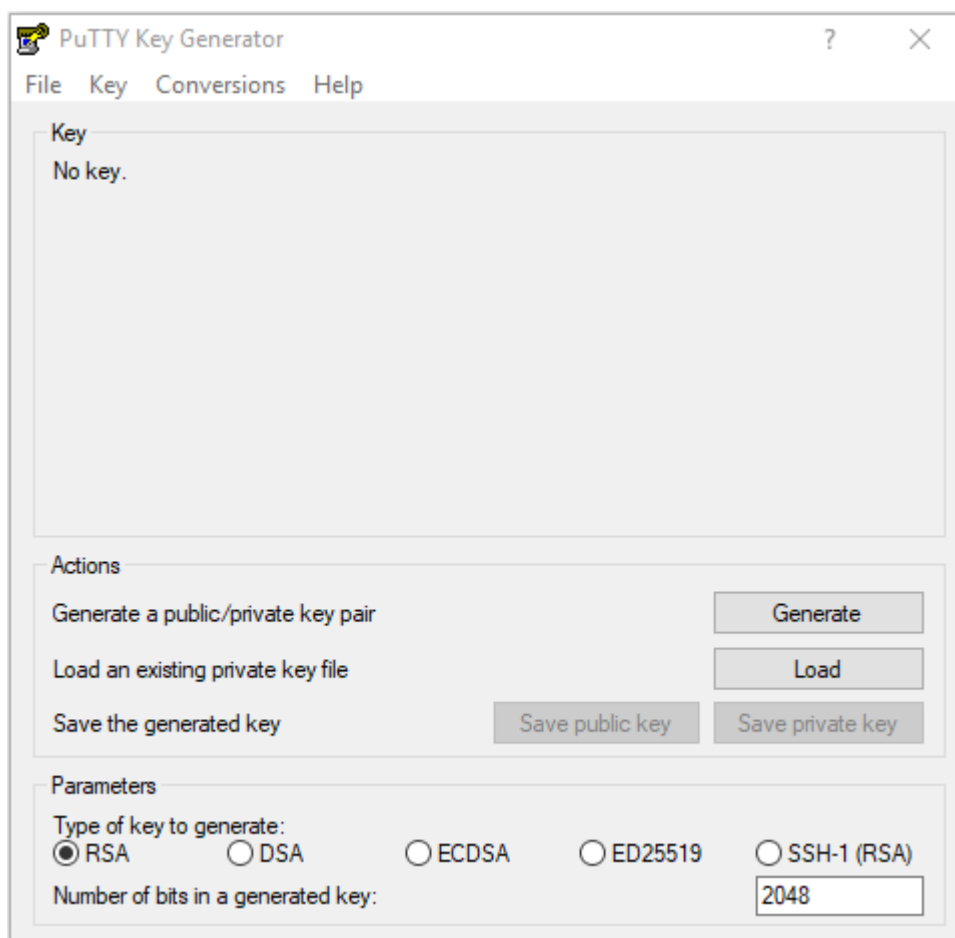 PuTTY Key Generator ?
File Key Conversions Help
Key
No key.
Actions
Generate a public/private key pair Generate
Load an existing private key file Load
Save the generated key Save public key Save private key
Parameters
Type of key to generate:
RSA DSA ECDSA ED25519 SSH-1 (RSA)
Number of bits in a generated key: 2048